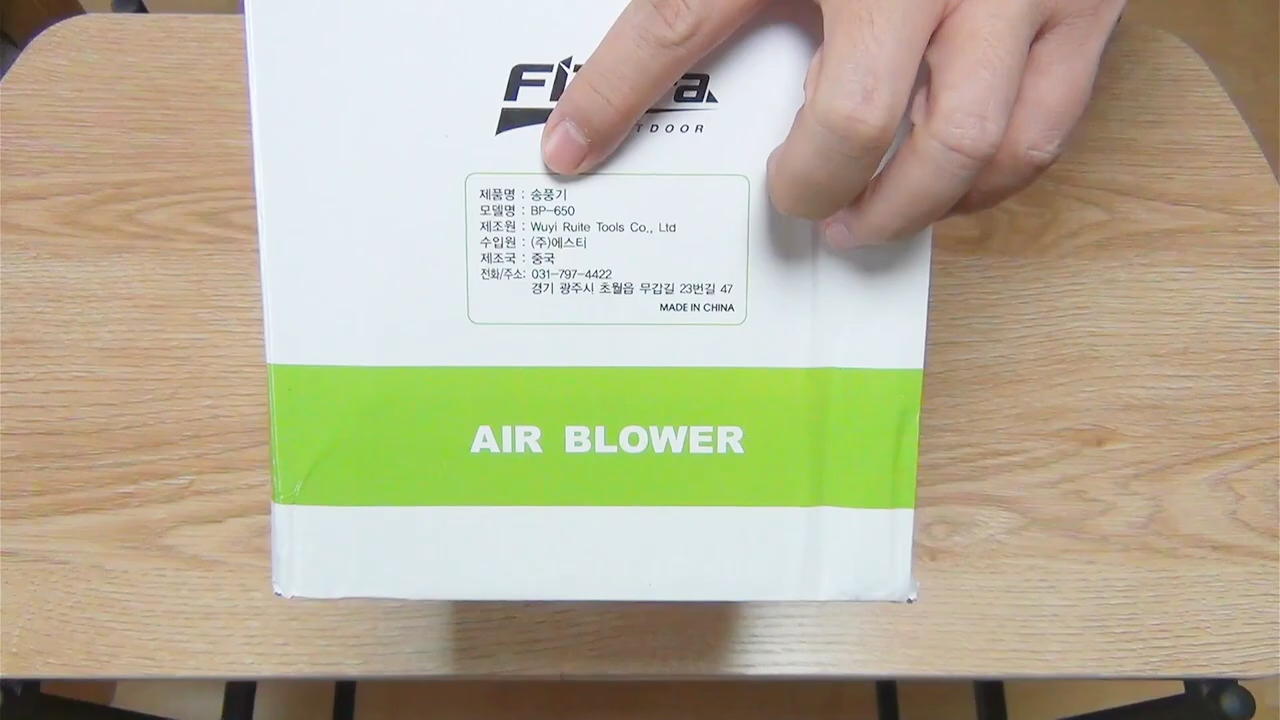 제품명 : 송풍기
모델명 : BP-650
제조원 : Wuyi Ruite Tools Co., Ltd
수입원 : (주)에스티
제조국 : 중국
전화/주소: 031-797-4422
경기 광주시 초월읍 무갑길 23번길 47
MADE IN CHINA
AIR BLOWER